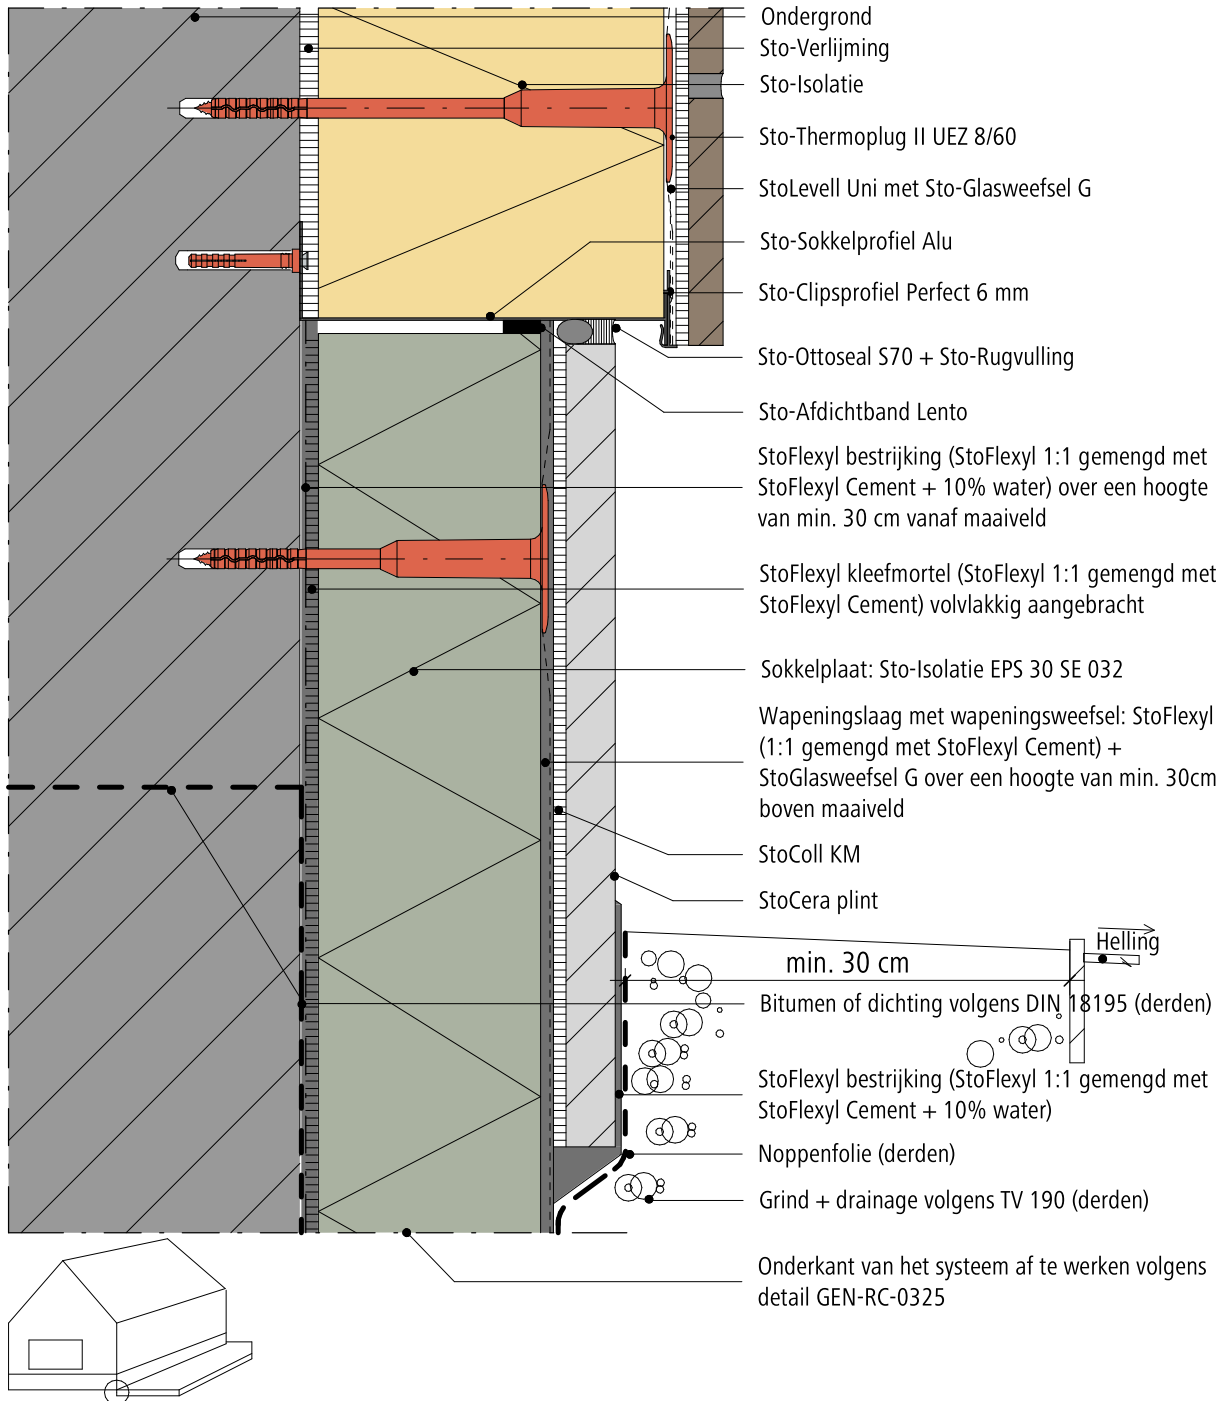 Ondergrond
Sto-Verlijming
Sto-Isolatie
Sto-Thermoplug II UEZ 8/60
StoLevell Uni met Sto-Glasweefsel G
Sto-Sokkelprofiel Alu
Sto-Clipsprofiel Perfect 6 mm
Sto-Ottoseal S70 + Sto-Rugvulling
Sto-Afdichtband Lento
StoFlexyl bestrijking (StoFlexyl 1:1 gemengd met
StoFlexyl Cement + 10% water) over een hoogte
van min. 30 cm vanaf maaiveld
StoFlexyl kleefmortel (StoFlexyl 1:1 gemengd met
StoFlexyl Cement) volvlakkig aangebracht
Sokkelplaat: Sto-Isolatie EPS 30 SE 032
Wapeningslaag met wapeningsweefsel: StoFlexyl
(1:1 gemengd met StoFlexyl Cement) +
StoGlasweefsel G over een hoogte van min. 30cm
boven maaiveld
StoColl KM
StoCera plint
Helling
min. 30 cm
Bitumen of dichting volgens DIN 18195 (derden)
StoFlexyl bestrijking (StoFlexyl 1:1 gemengd met
StoFlexyl Cement + 10% water)
Noppenfolie (derden)
Grind + drainage volgens TV 190 (derden)
Onderkant van het systeem af te werken volgens
detail GEN-RC-0325